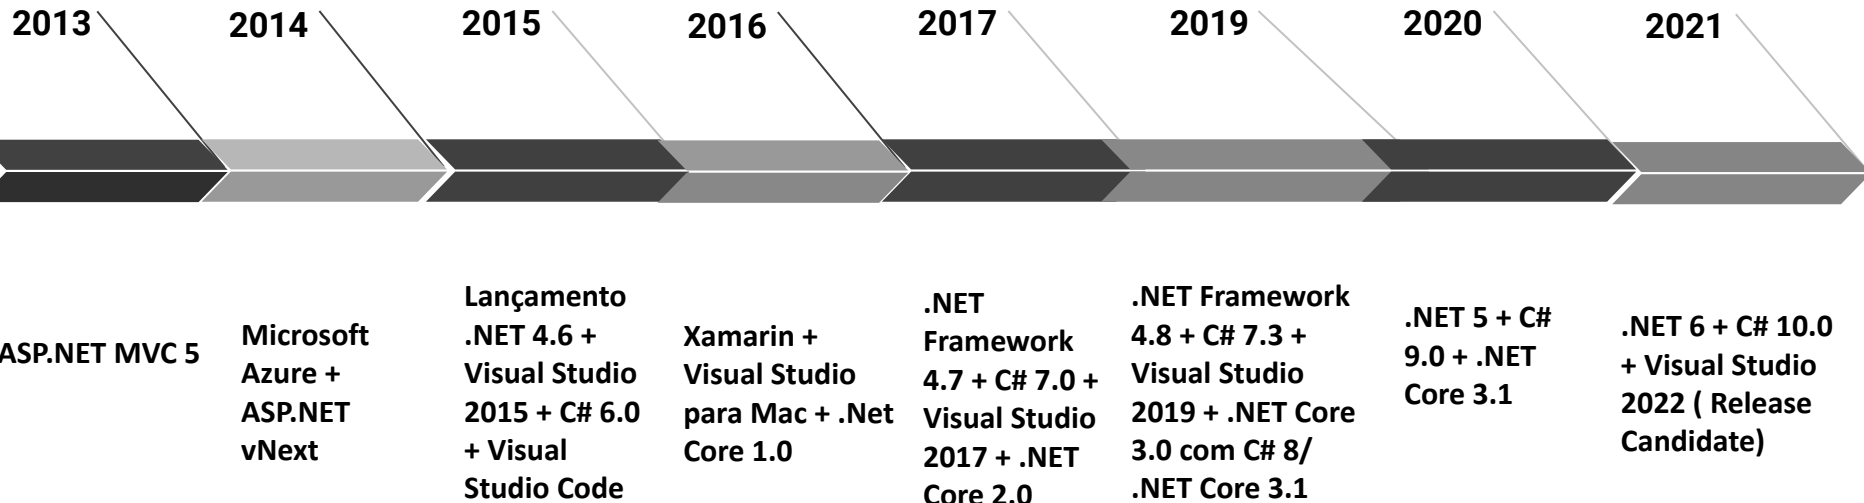 2013
2014
2015
2016
2017
2019
2020
2021
ASP.NET MVC 5
Microsoft
Azure +
ASP.NET
vNext
Lançamento
.NET 4.6 +
Visual Studio
2015 + C# 6.0
+ Visual
Studio Code
Xamarin +
Visual Studio
para Mac + .Net
Core 1.0
.NET
Framework
4.7 + C# 7.0 +
Visual Studio
2017 + .NET
Core 2.0
.NET Framework
4.8 + C# 7.3 +
Visual Studio
2019 + .NET Core
3.0 com C# 8/
.NET Core 3.1
.NET 5 + C#
9.0 + .NET
Core 3.1
.NET 6 + C# 10.0
+ Visual Studio
2022 ( Release
Candidate)